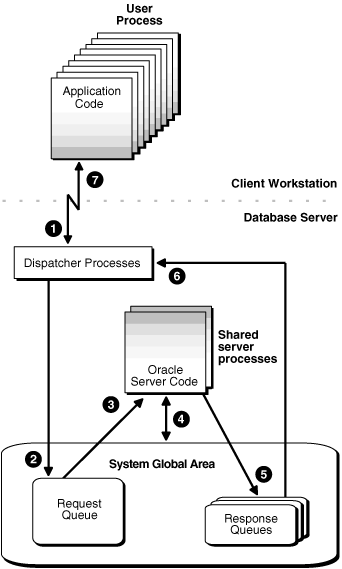 User
Process
Application
Code
7
Client Workstation
1
Database Server
Dispatcher Processes
6
Shared
server
processes
Oracle
Server Code
3
4
2
System Global Area
5
Request
Queue
Response
Queues